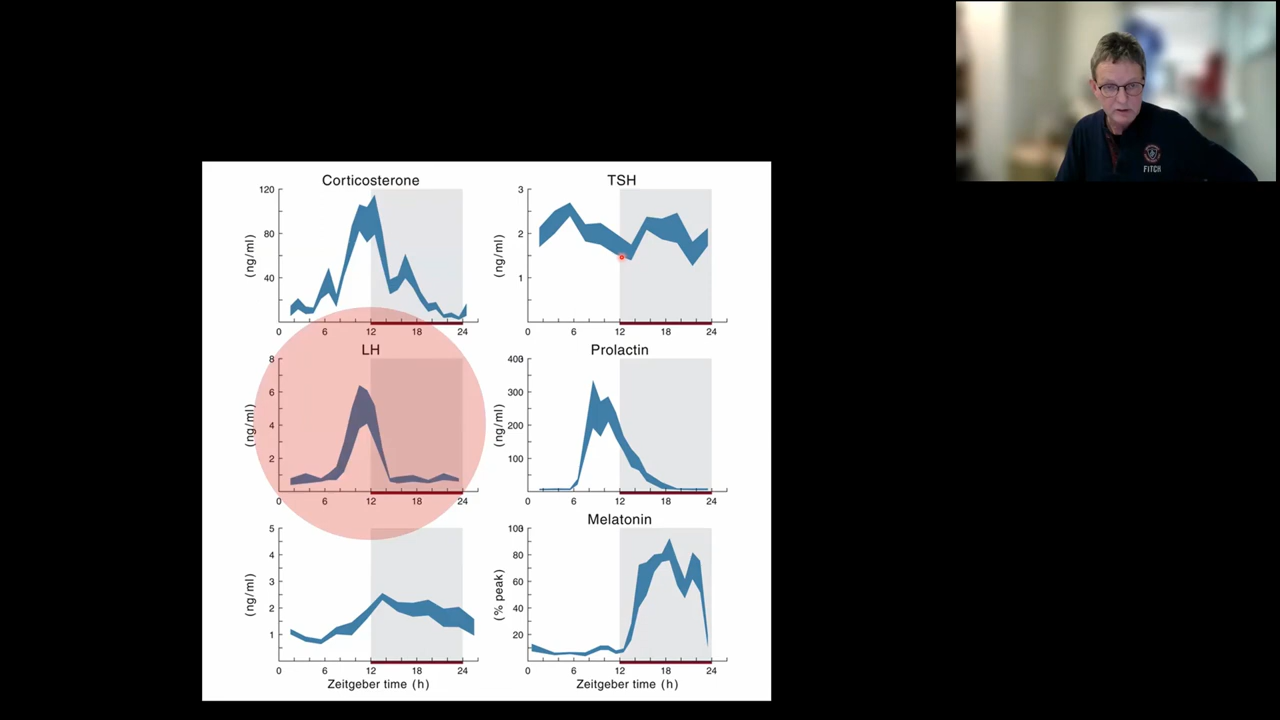 Corticosterone
120
80
40
(ng/ml)
0 6 12 18 24
TSH
3
2
1
(ng/ml)
0 6 12 18 24
LH
8
6
4
2
(ng/ml)
0 6 12 18 24
Prolactin
300
200
100
(ng/ml)
0 6 12 18 24
5
4
3
2
1
(ng/ml)
0 6 12 18 24
Zeitgeber time (h)
Melatonin
80
60
40
20
(% peak)
0 6 12 18 24
Zeitgeber time (h)
FITCH